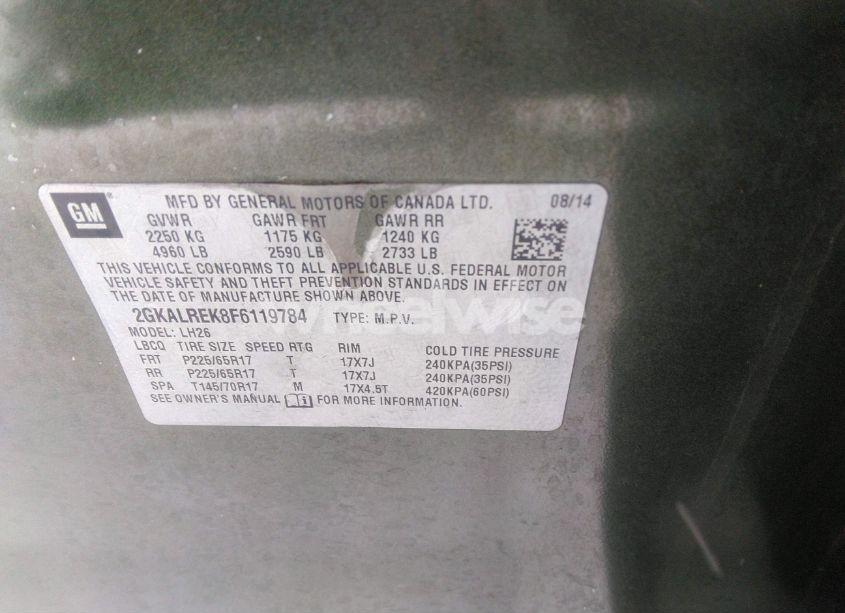 GM
MFD BY GENERAL MOTORS OF CANADA LTD. 08/14
GVWR GAWR FRT GAWR RR
2250 KG 1175 KG 1240 KG
4960 LB 2590 LB 2733 LB
THIS VEHICLE CONFORMS TO ALL APPLICABLE U.S. FEDERAL MOTOR
VEHICLE SAFETY AND THEFT PREVENTION STANDARDS IN EFFECT ON
THE DATE OF MANUFACTURE SHOWN ABOVE.
2GKALREK8F6119784 TYPE: M.P.V.
MODEL: LH26
LBCQ TIRE SIZE SPEED RTG RIM COLD TIRE PRESSURE
FRT P225/65R17 T 17X7J 240KPA(35PSI)
RR P225/65R17 T 17X7J 240KPA(35PSI)
SPA T145/70R17 M 17X4.5T 420KPA(60PSI)
SEE OWNER'S MANUAL FOR MORE INFORMATION.
wheelwise